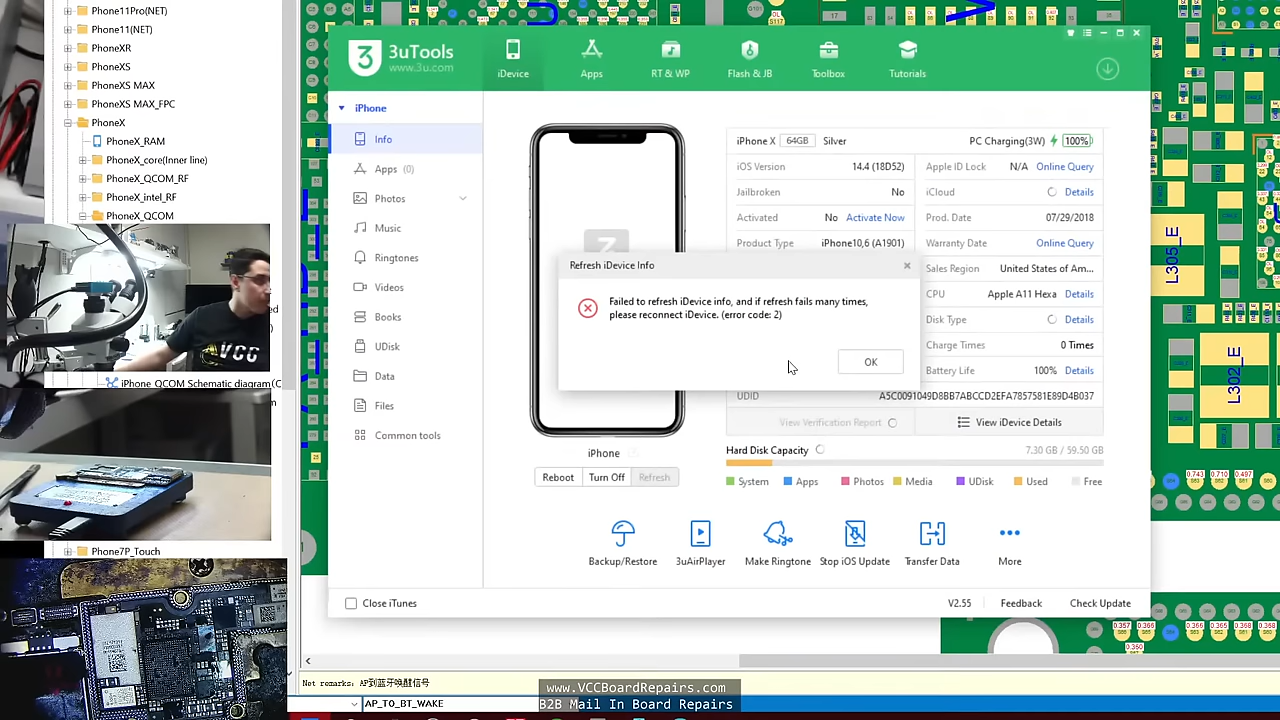 Phone11Pro(NET)
Phone11(NET)
PhoneXR
PhoneXS
PhoneXS MAX
PhoneXS MAX_FPC
PhoneX
PhoneX_RAM
PhoneX_core(Inner line)
PhoneX_QCOM_RF
PhoneX_intel_RF
PhoneX_QCOM
VCC
iPhone_QCOM Schematic diagram(C
Phone7P_Touch
3uTools
www.3u.com
iDevice
Apps
RT & WP
Flash & JB
Toolbox
Tutorials
iPhone
Info
Apps (0)
Photos
Music
Ringtones
Videos
Books
UDisk
Data
Files
Common tools
iPhone X 64GB Silver
PC Charging(3W) 100%
iOS Version 14.4 (18D52)
Apple ID Lock N/A Online Query
Jailbroken No
iCloud Details
Activated No Activate Now
Prod. Date 07/29/2018
Product Type iPhone10,6 (A1901)
Warranty Date Online Query
Sales Region United States of Am...
CPU Apple A11 Hexa Details
Disk Type Details
Charge Times 0 Times
Battery Life 100% Details
UDID A5C0091049D8BB7ABCCD2EFA7857581E89D4B037
View Verification Report
View iDevice Details
Refresh iDevice Info
Failed to refresh iDevice info, and if refresh fails many times,
please reconnect iDevice. (error code: 2)
OK
iPhone
Reboot
Turn Off
Refresh
Hard Disk Capacity 7.30 GB / 59.50 GB
System Apps Photos Media UDisk Used Free
Backup/Restore
3uAirPlayer
Make Ringtone
Stop iOS Update
Transfer Data
More
Close iTunes
V2.55
Feedback
Check Update
L305_E
L302_E
Net remarks: AP到蓝牙唤醒信号
AP_TO_BT_WAKE
www.VCCBoardRepairs.com
B2B Mail In Board Repairs